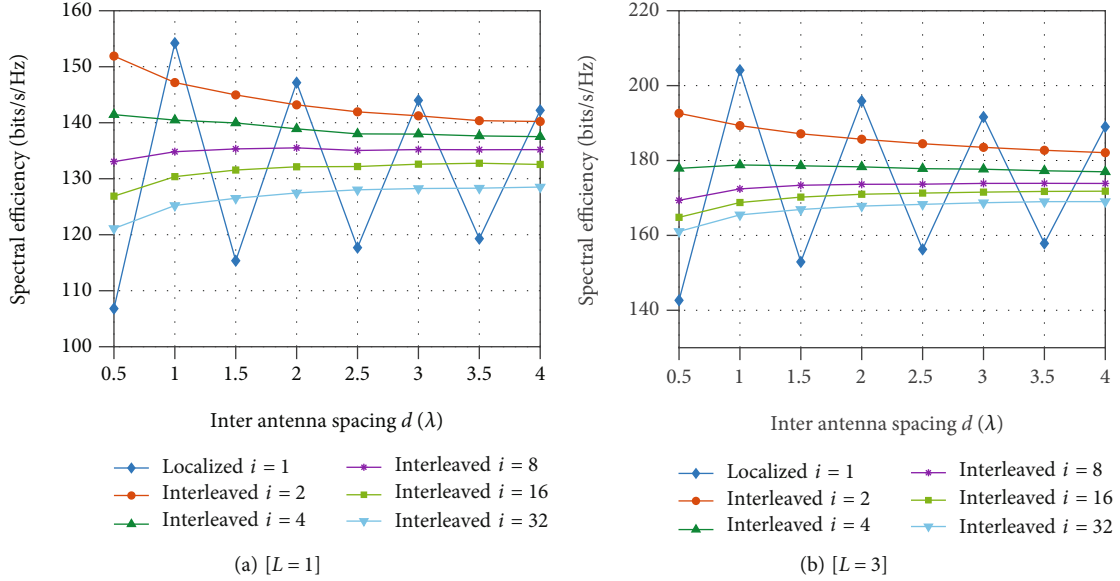 160
150
140
130
120
110
100
Spectral efficiency (bits/s/Hz)
0.5 1 1.5 2 2.5 3 3.5 4
Inter antenna spacing d (λ)
Localized i = 1
Interleaved i = 2
Interleaved i = 4
Interleaved i = 8
Interleaved i = 16
Interleaved i = 32
(a) [L = 1]
220
200
180
160
140
Spectral efficiency (bits/s/Hz)
0.5 1 1.5 2 2.5 3 3.5 4
Inter antenna spacing d (λ)
Localized i = 1
Interleaved i = 2
Interleaved i = 4
Interleaved i = 8
Interleaved i = 16
Interleaved i = 32
(b) [L = 3]